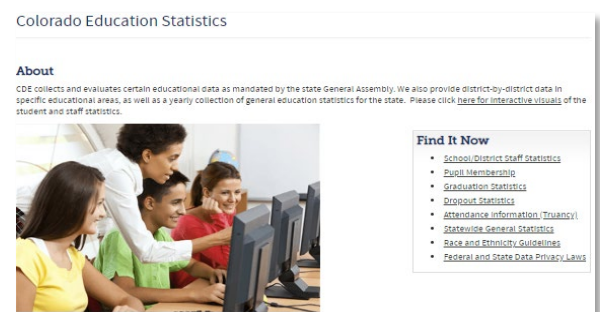 Colorado Education Statistics
About
CDE collects and evaluates certain educational data as mandated by the state General Assembly. We also provide district-by-district data in
specific educational areas, as well as a yearly collection of general education statistics for the state. Please click here for interactive visuals of the
student and staff statistics.
Find It Now
School/District Staff Statistics
Pupil Membership
Graduation Statistics
Dropout Statistics
Attendance Information (Truancy)
Statewide General Statistics
Race and Ethnicity Guidelines
Federal and State Data Privacy Laws